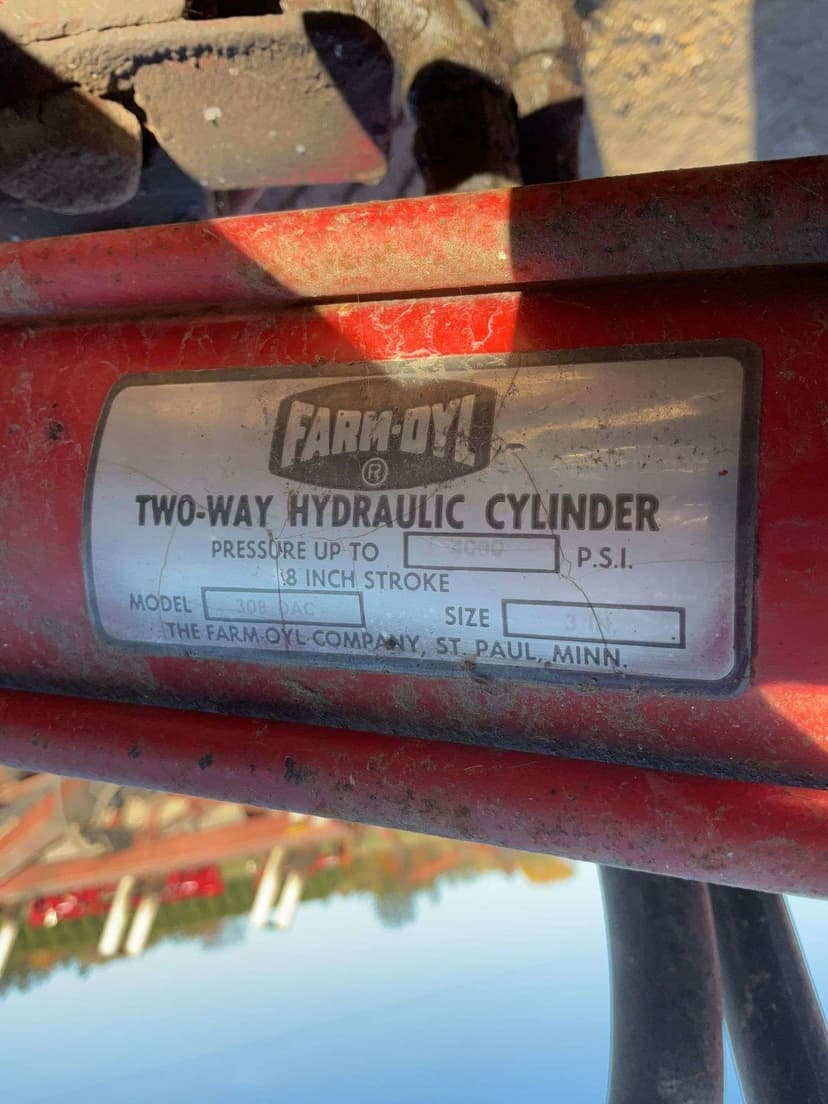 FARM-OYL
®
TWO-WAY HYDRAULIC CYLINDER
PRESSURE UP TO 4000 P.S.I.
8 INCH STROKE
MODEL 308 DAC SIZE 3 IN.
THE FARM-OYL COMPANY, ST. PAUL, MINN.